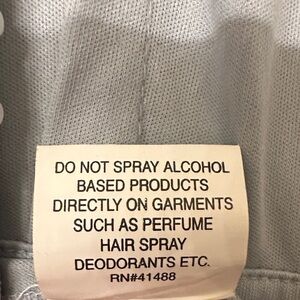 DO NOT SPRAY ALCOHOL
BASED PRODUCTS
DIRECTLY ON GARMENTS
SUCH AS PERFUME
HAIR SPRAY
DEODORANTS ETC.
RN#41488